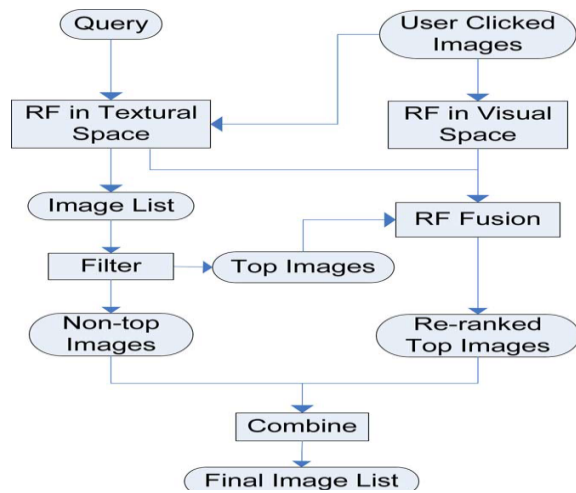 Query
User Clicked
Images
RF in Textural
Space
RF in Visual
Space
Image List
RF Fusion
Filter
Top Images
Non-top
Images
Re-ranked
Top Images
Combine
Final Image List